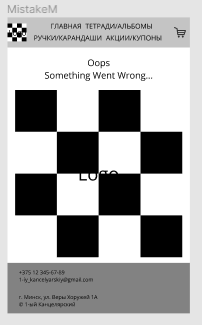 MistakeM
ГЛАВНАЯ ТЕТРАДИ/АЛЬБОМЫ
РУЧКИ/КАРАНДАШИ АКЦИИ/КУПОНЫ
Oops
Something Went Wrong...
Logo
+375 12 345-67-89
1-iy_kancelyarskiy@gmail.com
г. Минск, ул. Веры Хоружей 1А
© 1-ый Канцелярский